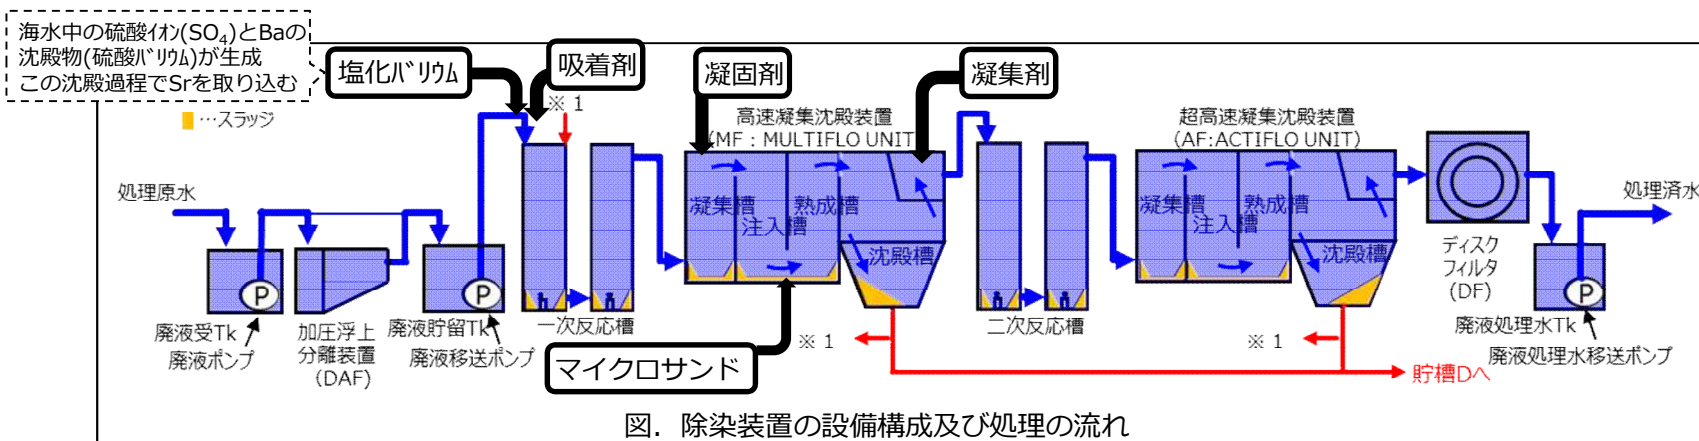 海水中の硫酸ｲｵﾝ(SO₄)とBaの
沈殿物(硫酸ﾊﾞﾘｳﾑ)が生成
この沈殿過程でSrを取り込む
塩化ﾊﾞﾘｳﾑ
吸着剤
凝固剤
凝集剤
…スラッジ
※１
高速凝集沈殿装置
(MF：MULTIFLO UNIT
超高速凝集沈殿装置
(AF:ACTIFLO UNIT)
処理原水
凝集槽
注入槽
熟成槽
沈殿槽
凝集槽
注入槽
熟成槽
沈殿槽
処理済水
P
P
P
ディスク
フィルタ
(DF)
廃液受Tk
廃液ポンプ
加圧浮上
分離装置
(DAF)
廃液貯留Tk
廃液移送ポンプ
一次反応槽
二次反応槽
廃液処理水Tk
廃液処理水移送ポンプ
マイクロサンド
※１
※１
貯槽Dへ
図．除染装置の設備構成及び処理の流れ